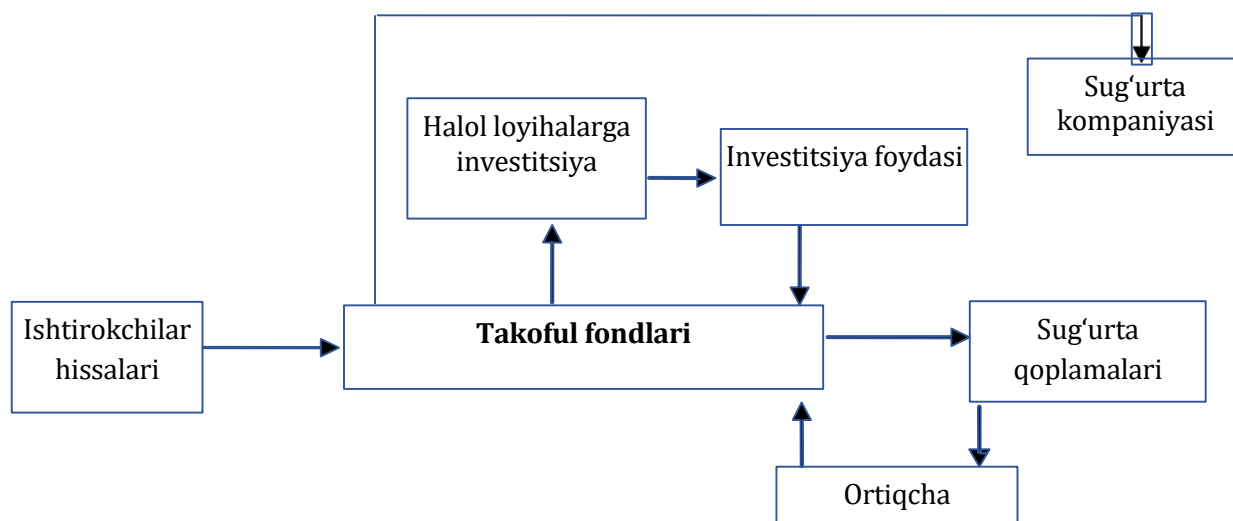 Sug‘urta
kompaniyasi
Halol loyihalarga
investitsiya
Investitsiya foydasi
Ishtirokchilar
hissalari
Takoful fondlari
Sug‘urta
qoplamalari
Ortiqcha